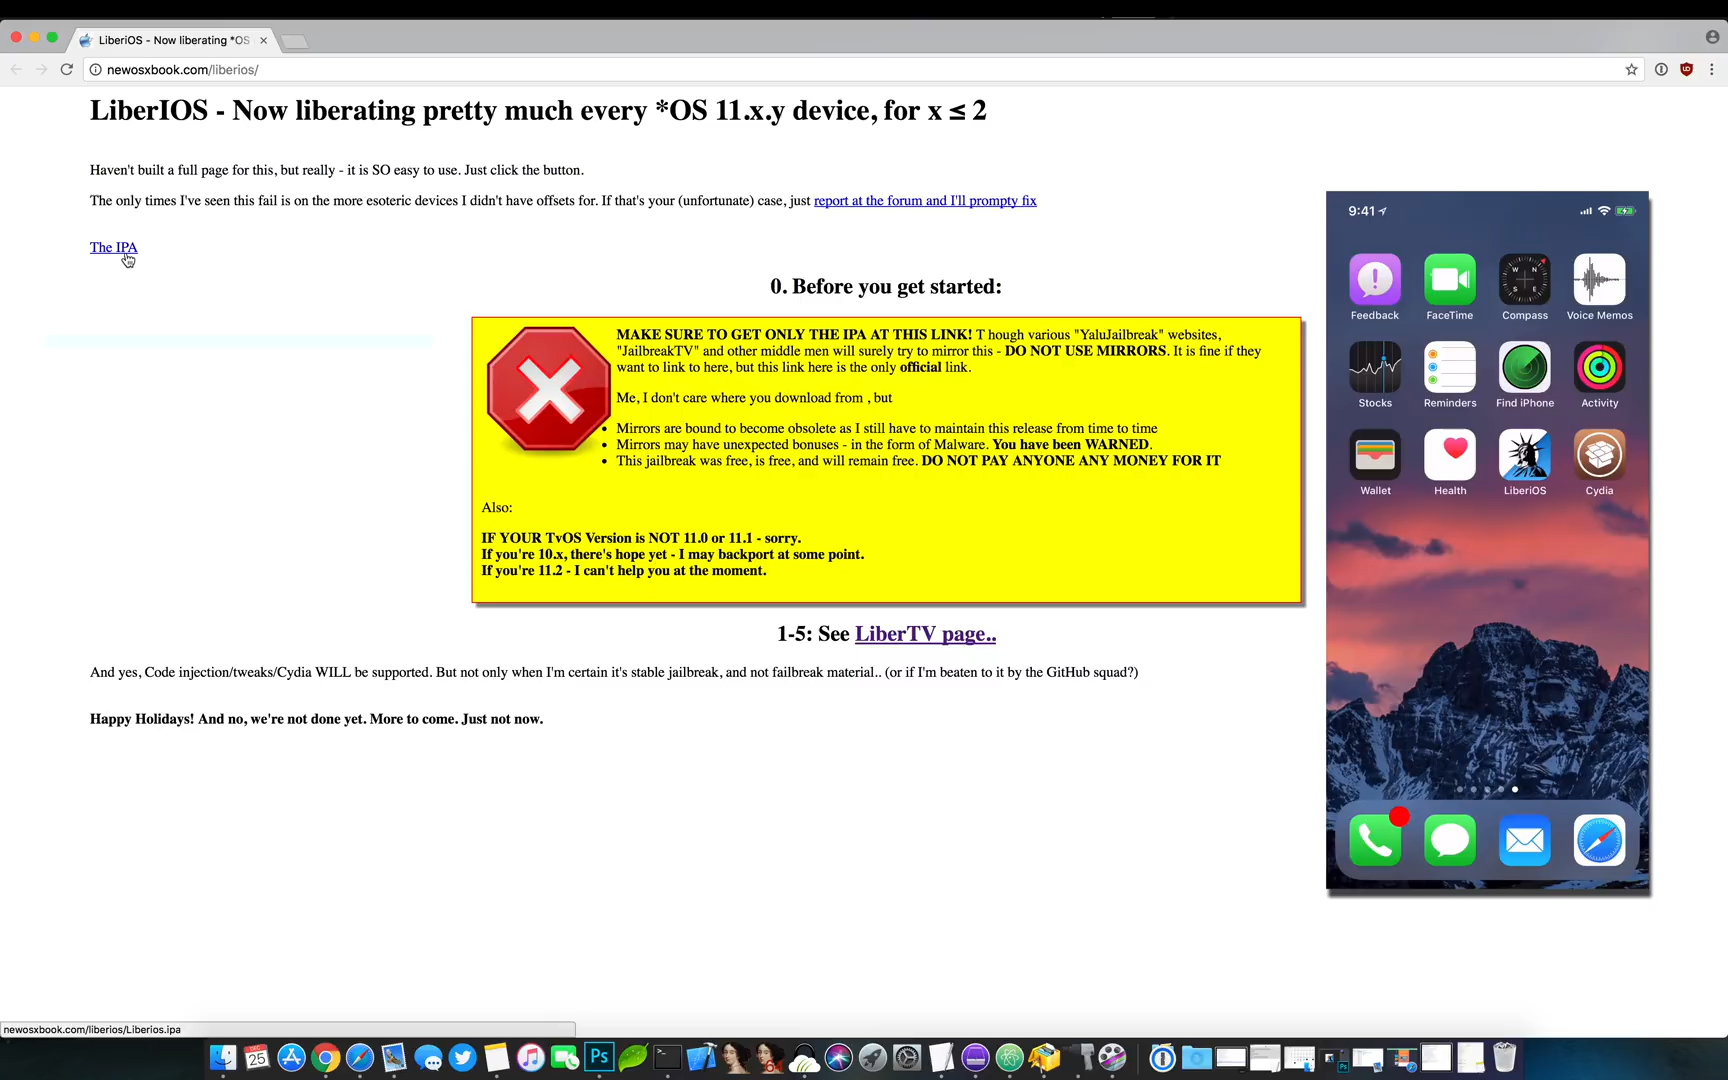 LiberiOS - Now liberating *OS
newosxbook.com/liberios/
LiberIOS - Now liberating pretty much every *OS 11.x.y device, for x ≤ 2
Haven't built a full page for this, but really - it is SO easy to use. Just click the button.
The only times I've seen this fail is on the more esoteric devices I didn't have offsets for. If that's your (unfortunate) case, just report at the forum and I'll prompty fix
The IPA
0. Before you get started:
MAKE SURE TO GET ONLY THE IPA AT THIS LINK! T hough various "YaluJailbreak" websites,
"JailbreakTV" and other middle men will surely try to mirror this - DO NOT USE MIRRORS. It is fine if they
want to link to here, but this link here is the only official link.
Me, I don't care where you download from , but
• Mirrors are bound to become obsolete as I still have to maintain this release from time to time
• Mirrors may have unexpected bonuses - in the form of Malware. You have been WARNED.
• This jailbreak was free, is free, and will remain free. DO NOT PAY ANYONE ANY MONEY FOR IT
Also:
IF YOUR TvOS Version is NOT 11.0 or 11.1 - sorry.
If you're 10.x, there's hope yet - I may backport at some point.
If you're 11.2 - I can't help you at the moment.
1-5: See LiberTV page..
And yes, Code injection/tweaks/Cydia WILL be supported. But not only when I'm certain it's stable jailbreak, and not failbreak material.. (or if I'm beaten to it by the GitHub squad?)
Happy Holidays! And no, we're not done yet. More to come. Just not now.
9:41
Feedback FaceTime Compass Voice Memos
Stocks Reminders Find iPhone Activity
Wallet Health LiberiOS Cydia
newosxbook.com/liberios/Liberios.ipa
25
Ps